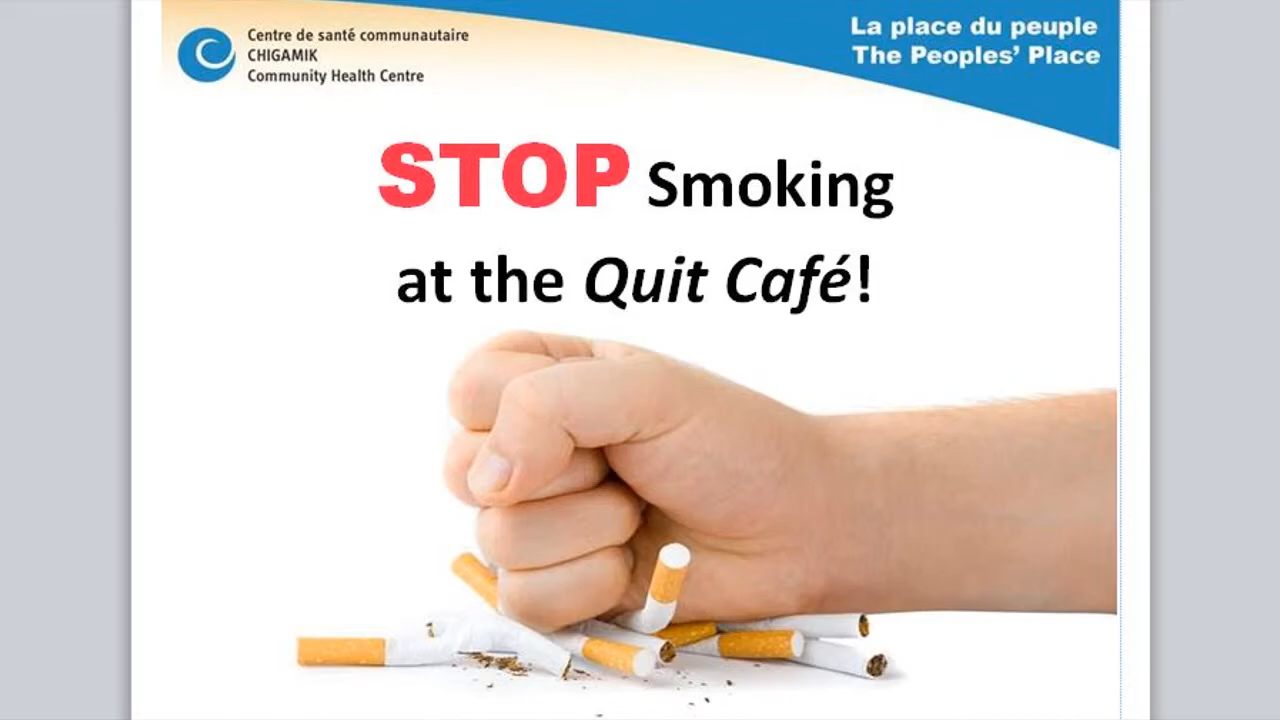 Centre de santé communautaire
CHIGAMIK
Community Health Centre
La place du peuple
The Peoples’ Place
STOP Smoking
at the Quit Café!